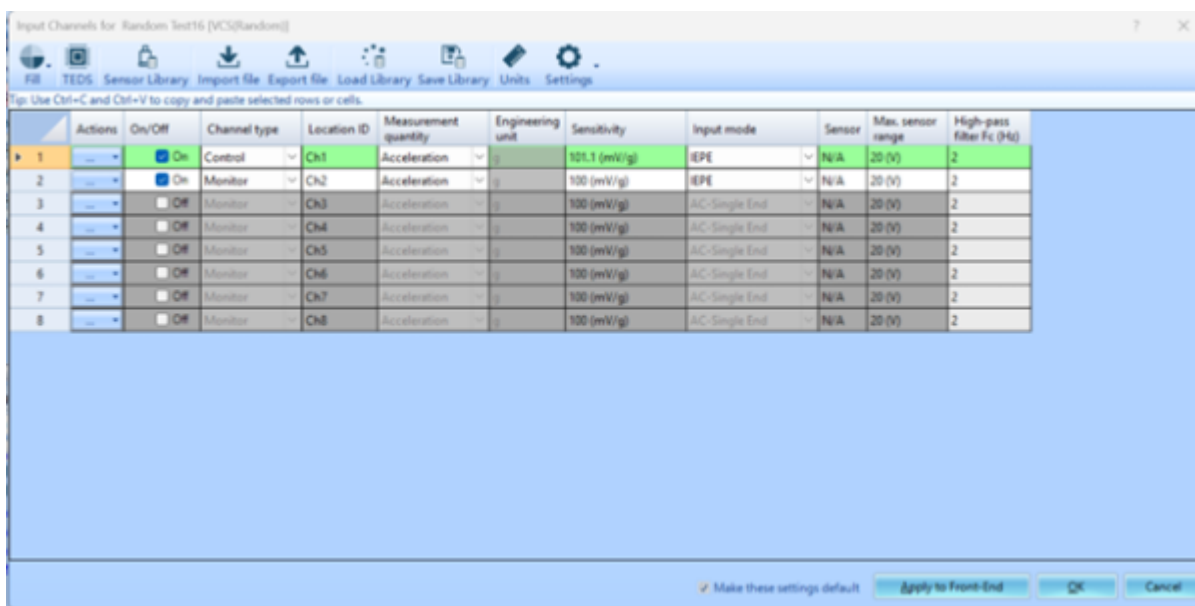 Input Channels for Random Test16 [VCS(Random)]
?
Fill TEDS Sensor Library Import file Export file Load Library Save Library Units Settings
Tip: Use Ctrl+C and Ctrl+V to copy and paste selected rows or cells.
Actions On/Off Channel type Location ID Measurement quantity Engineering unit Sensitivity Input mode Sensor Max. sensor range High-pass filter Fc (Hz)
1 ... On Control Ch1 Acceleration g 101.1 (mV/g) IEPE N/A 20 (V) 2
2 ... On Monitor Ch2 Acceleration g 100 (mV/g) IEPE N/A 20 (V) 2
3 ... Off Monitor Ch3 Acceleration g 100 (mV/g) AC-Single End N/A 20 (V) 2
4 ... Off Monitor Ch4 Acceleration g 100 (mV/g) AC-Single End N/A 20 (V) 2
5 ... Off Monitor Ch5 Acceleration g 100 (mV/g) AC-Single End N/A 20 (V) 2
6 ... Off Monitor Ch6 Acceleration g 100 (mV/g) AC-Single End N/A 20 (V) 2
7 ... Off Monitor Ch7 Acceleration g 100 (mV/g) AC-Single End N/A 20 (V) 2
8 ... Off Monitor Ch8 Acceleration g 100 (mV/g) AC-Single End N/A 20 (V) 2
Make these settings default Apply to Front-End OK Cancel